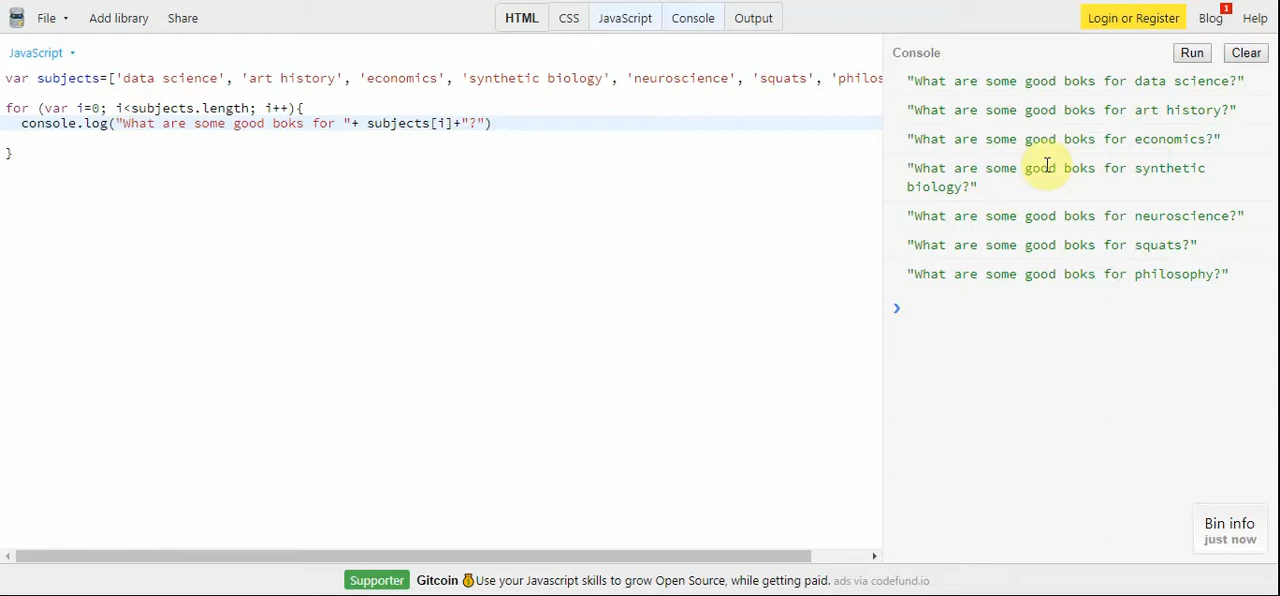 File Add library Share HTML CSS JavaScript Console Output Login or Register Blog 1 Help
JavaScript
var subjects=['data science', 'art history', 'economics', 'synthetic biology', 'neuroscience', 'squats', 'philos
for (var i=0; i<subjects.length; i++){
console.log("What are some good boks for "+ subjects[i]+"?")
}
Console Run Clear
"What are some good boks for data science?"
"What are some good boks for art history?"
"What are some good boks for economics?"
"What are some good boks for synthetic
biology?"
"What are some good boks for neuroscience?"
"What are some good boks for squats?"
"What are some good boks for philosophy?"
Bin info
just now
Supporter Gitcoin 💰Use your Javascript skills to grow Open Source, while getting paid. ads via codefund.io